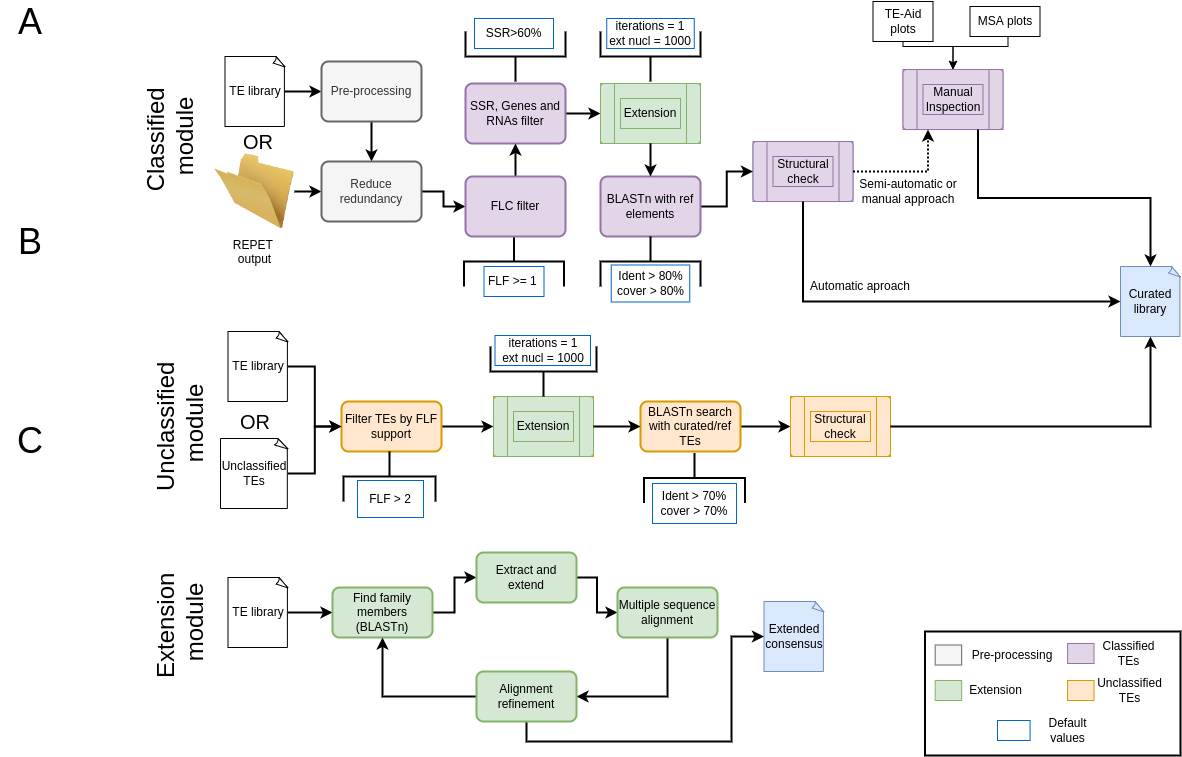 A
Classified
module
TE library
OR
REPET
output
Pre-processing
Reduce
redundancy
SSR>60%
SSR, Genes and
RNAs filter
FLC filter
FLF >= 1
iterations = 1
ext nucl = 1000
Extension
BLASTn with ref
elements
Ident > 80%
cover > 80%
Structural
check
TE-Aid
plots
MSA plots
Manual
Inspection
Semi-automatic or
manual approach
Automatic aproach
Curated
library
B
Unclassified
module
TE library
OR
Unclassified
TEs
Filter TEs by FLF
support
FLF > 2
iterations = 1
ext nucl = 1000
Extension
BLASTn search
with curated/ref
TEs
Ident > 70%
cover > 70%
Structural
check
C
Extension
module
TE library
Find family
members
(BLASTn)
Extract and
extend
Multiple sequence
alignment
Alignment
refinement
Extended
consensus
Pre-processing
Classified
TEs
Extension
Unclassified
TEs
Default
values